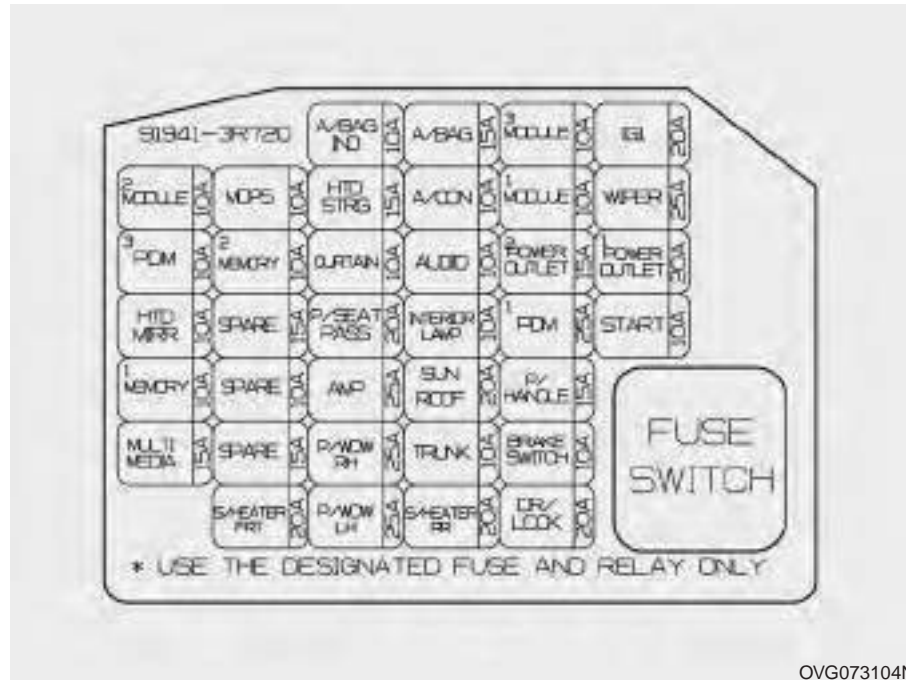 91941-3R720
A/BAG IND 10A
A/BAG 15A
3 MODULE 10A
IG1 20A
2 MODULE 10A
MDPS 10A
HTD STRG 15A
A/CON 10A
1 MODULE 10A
WIPER 25A
3 PDM 10A
2 MEMORY 10A
CURTAIN 10A
AUDIO 10A
2 POWER OUTLET 15A
1 POWER OUTLET 20A
HTD MIRR 10A
SPARE 15A
P/SEAT PASS 20A
INTERIOR LAMP 10A
1 PDM 25A
START 10A
1 MEMORY 10A
SPARE 10A
AMP 25A
SUN ROOF 20A
P/ HANDLE 15A
MULTI MEDIA 15A
SPARE 15A
P/WDW RH 25A
TRUNK 10A
BRAKE SWITCH 10A
FUSE SWITCH
S/HEATER FRT 20A
P/WDW LH 25A
S/HEATER RR 20A
DR/ LOCK 20A
* USE THE DESIGNATED FUSE AND RELAY ONLY
OVG073104N